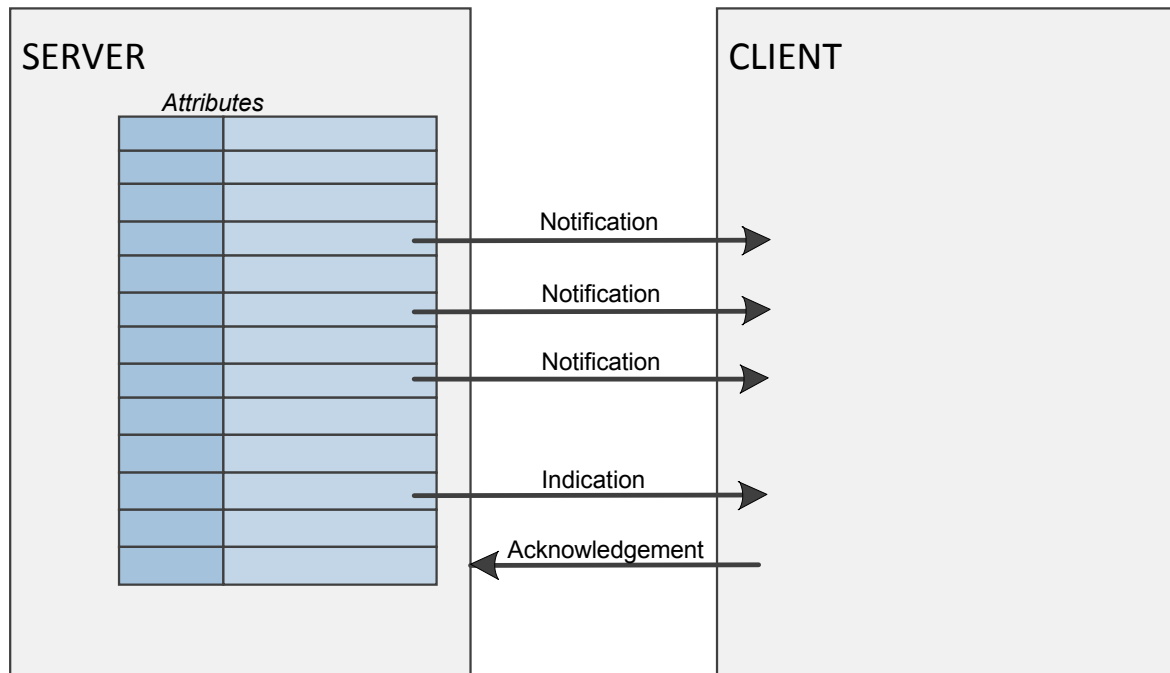 SERVER
CLIENT
Attributes
Notification
Notification
Notification
Indication
Acknowledgement